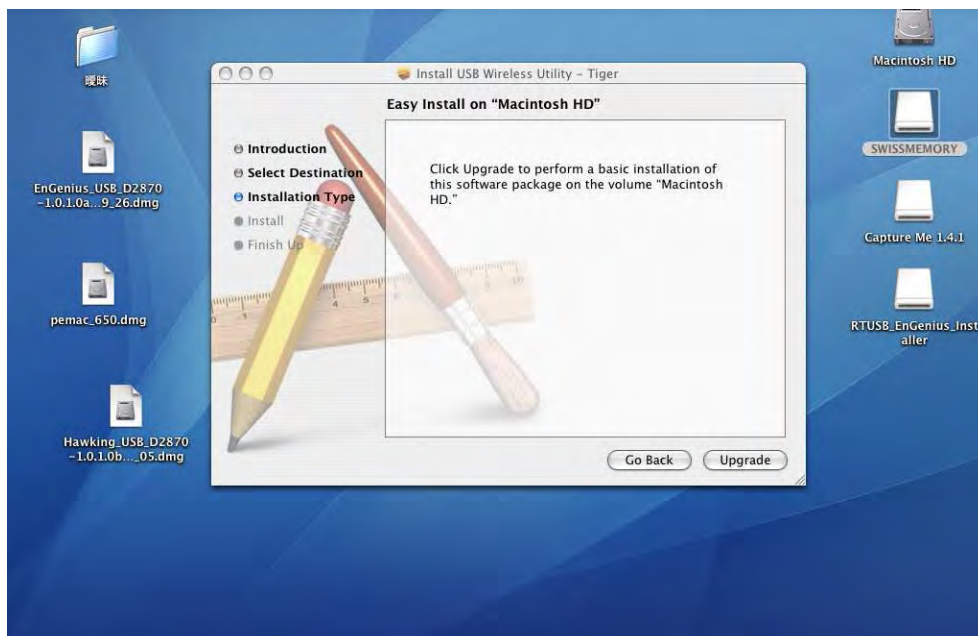 曖昧
EnGenius_USB_D2870
-1.0.1.0a...9_26.dmg
pemac_650.dmg
Hawking_USB_D2870
-1.0.1.0b..._05.dmg
Install USB Wireless Utility – Tiger
Easy Install on “Macintosh HD”
Introduction
Select Destination
Installation Type
Install
Finish Up
Click Upgrade to perform a basic installation of
this software package on the volume “Macintosh
HD.”
Go Back
Upgrade
Macintosh HD
SWISSMEMORY
Capture Me 1.4.1
RTUSB_EnGenius_Inst
aller